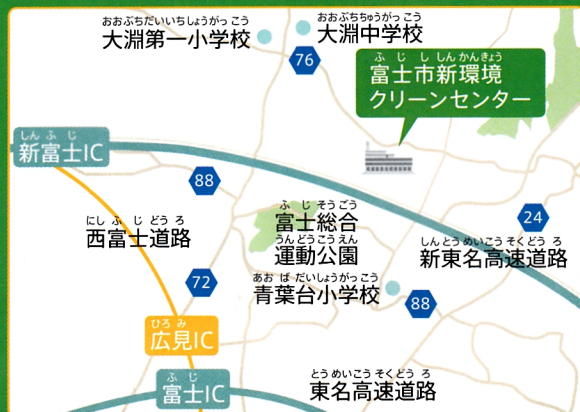 おおぶちだいいちしょうがっこう
大淵第一小学校
おおぶちちゅうがっこう
大淵中学校
76
ふじししんかんきょう
富士市新環境
クリーンセンター
しんふじ
新富士IC
88
にしふじどうろ
西富士道路
ふじそうごう
富士総合
うんどうこうえん
運動公園
24
しんとうめいこうそくどうろ
新東名高速道路
72
あおばだいしょうがっこう
青葉台小学校
88
ひろみ
広見IC
ふじ
富士IC
とうめいこうそくどうろ
東名高速道路